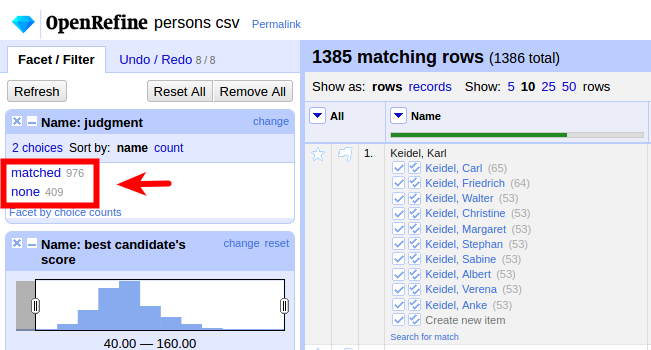 OpenRefine persons csv Permalink
Facet / Filter Undo / Redo 8 / 8
Refresh Reset All Remove All
Name: judgment change
2 choices Sort by: name count
matched 976
none 409
Facet by choice counts
Name: best candidate's score change reset
40.00 — 160.00
1385 matching rows (1386 total)
Show as: rows records Show: 5 10 25 50 rows
All Name
1. Keidel, Karl
Keidel, Carl (65)
Keidel, Friedrich (64)
Keidel, Walter (53)
Keidel, Christine (53)
Keidel, Margaret (53)
Keidel, Stephan (53)
Keidel, Sabine (53)
Keidel, Albert (53)
Keidel, Verena (53)
Keidel, Anke (53)
Create new item
Search for match